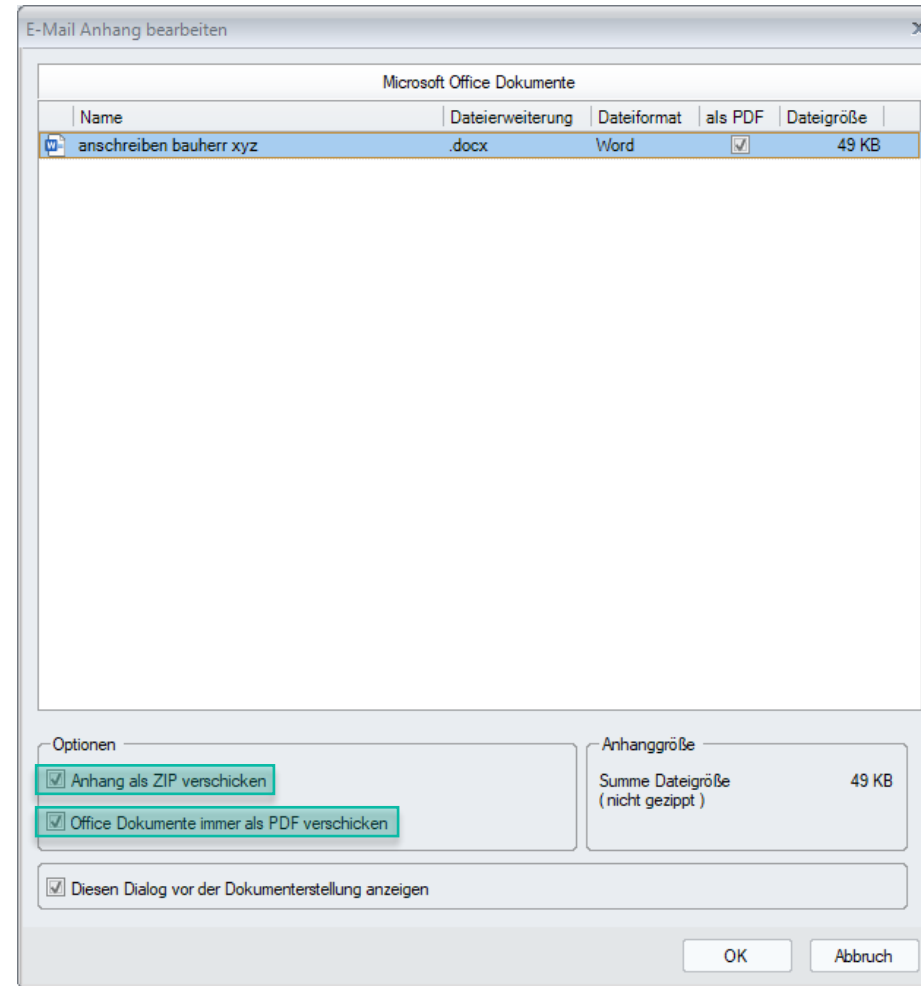 E-Mail Anhang bearbeiten
Microsoft Office Dokumente
Name Dateierweiterung Dateiformat als PDF Dateigröße
anschreiben bauherr xyz .docx Word 49 KB
Optionen
Anhang als ZIP verschicken
Office Dokumente immer als PDF verschicken
Anhanggröße
Summe Dateigröße 49 KB
( nicht gezippt )
Diesen Dialog vor der Dokumenterstellung anzeigen
OK Abbruch